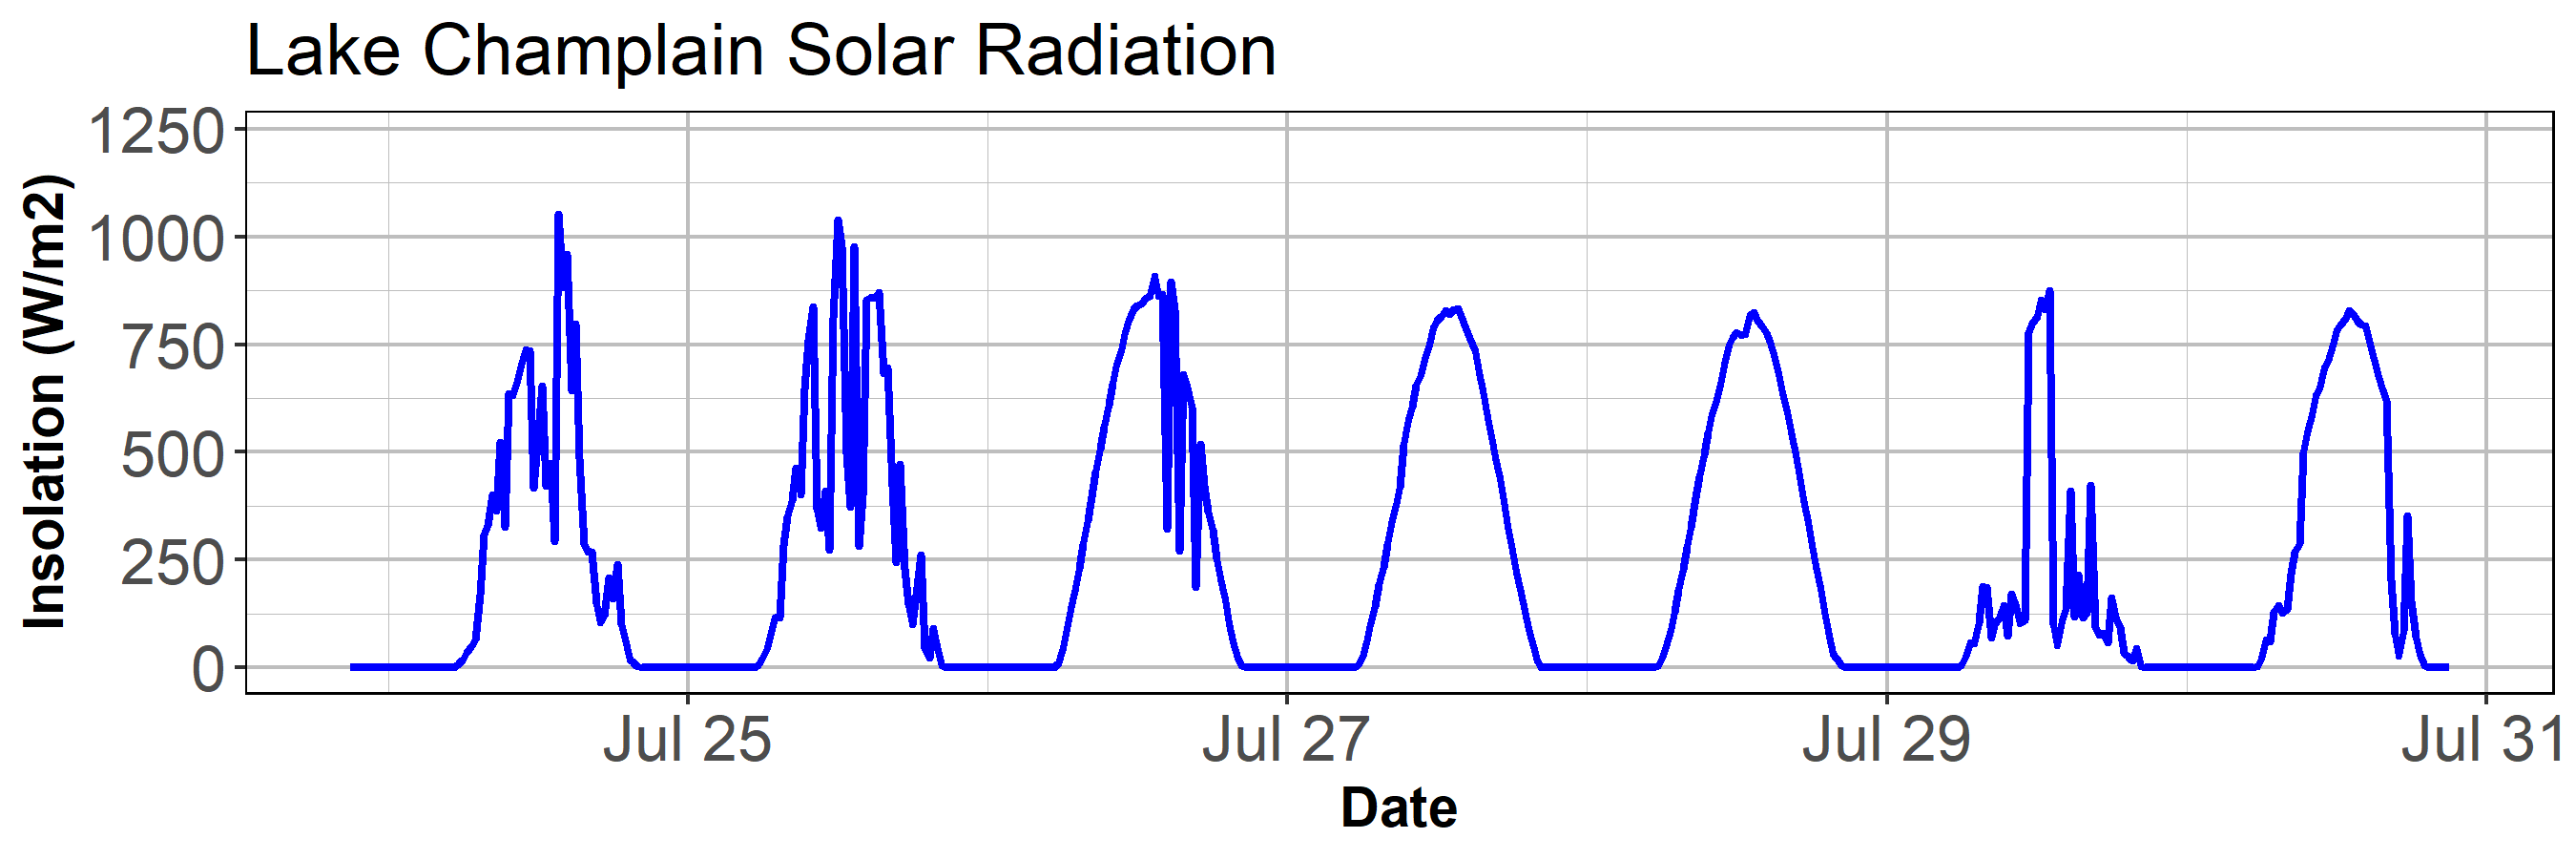 Lake Champlain Solar Radiation
1250
1000
750
500
250
0
Insolation (W/m2)
Jul 25
Jul 27
Jul 29
Jul 31
Date